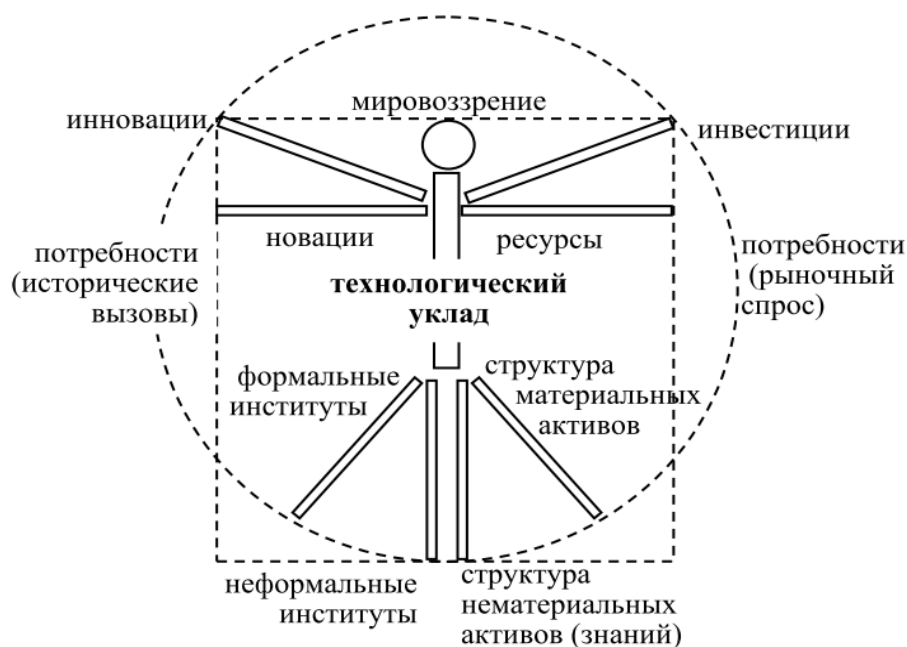 мировоззрение
инновации
инвестиции
новации
ресурсы
потребности
(исторические
вызовы)
потребности
(рыночный
спрос)
технологический
уклад
формальные
институты
структура
материальных
активов
неформальные
институты
структура
нематериальных
активов (знаний)